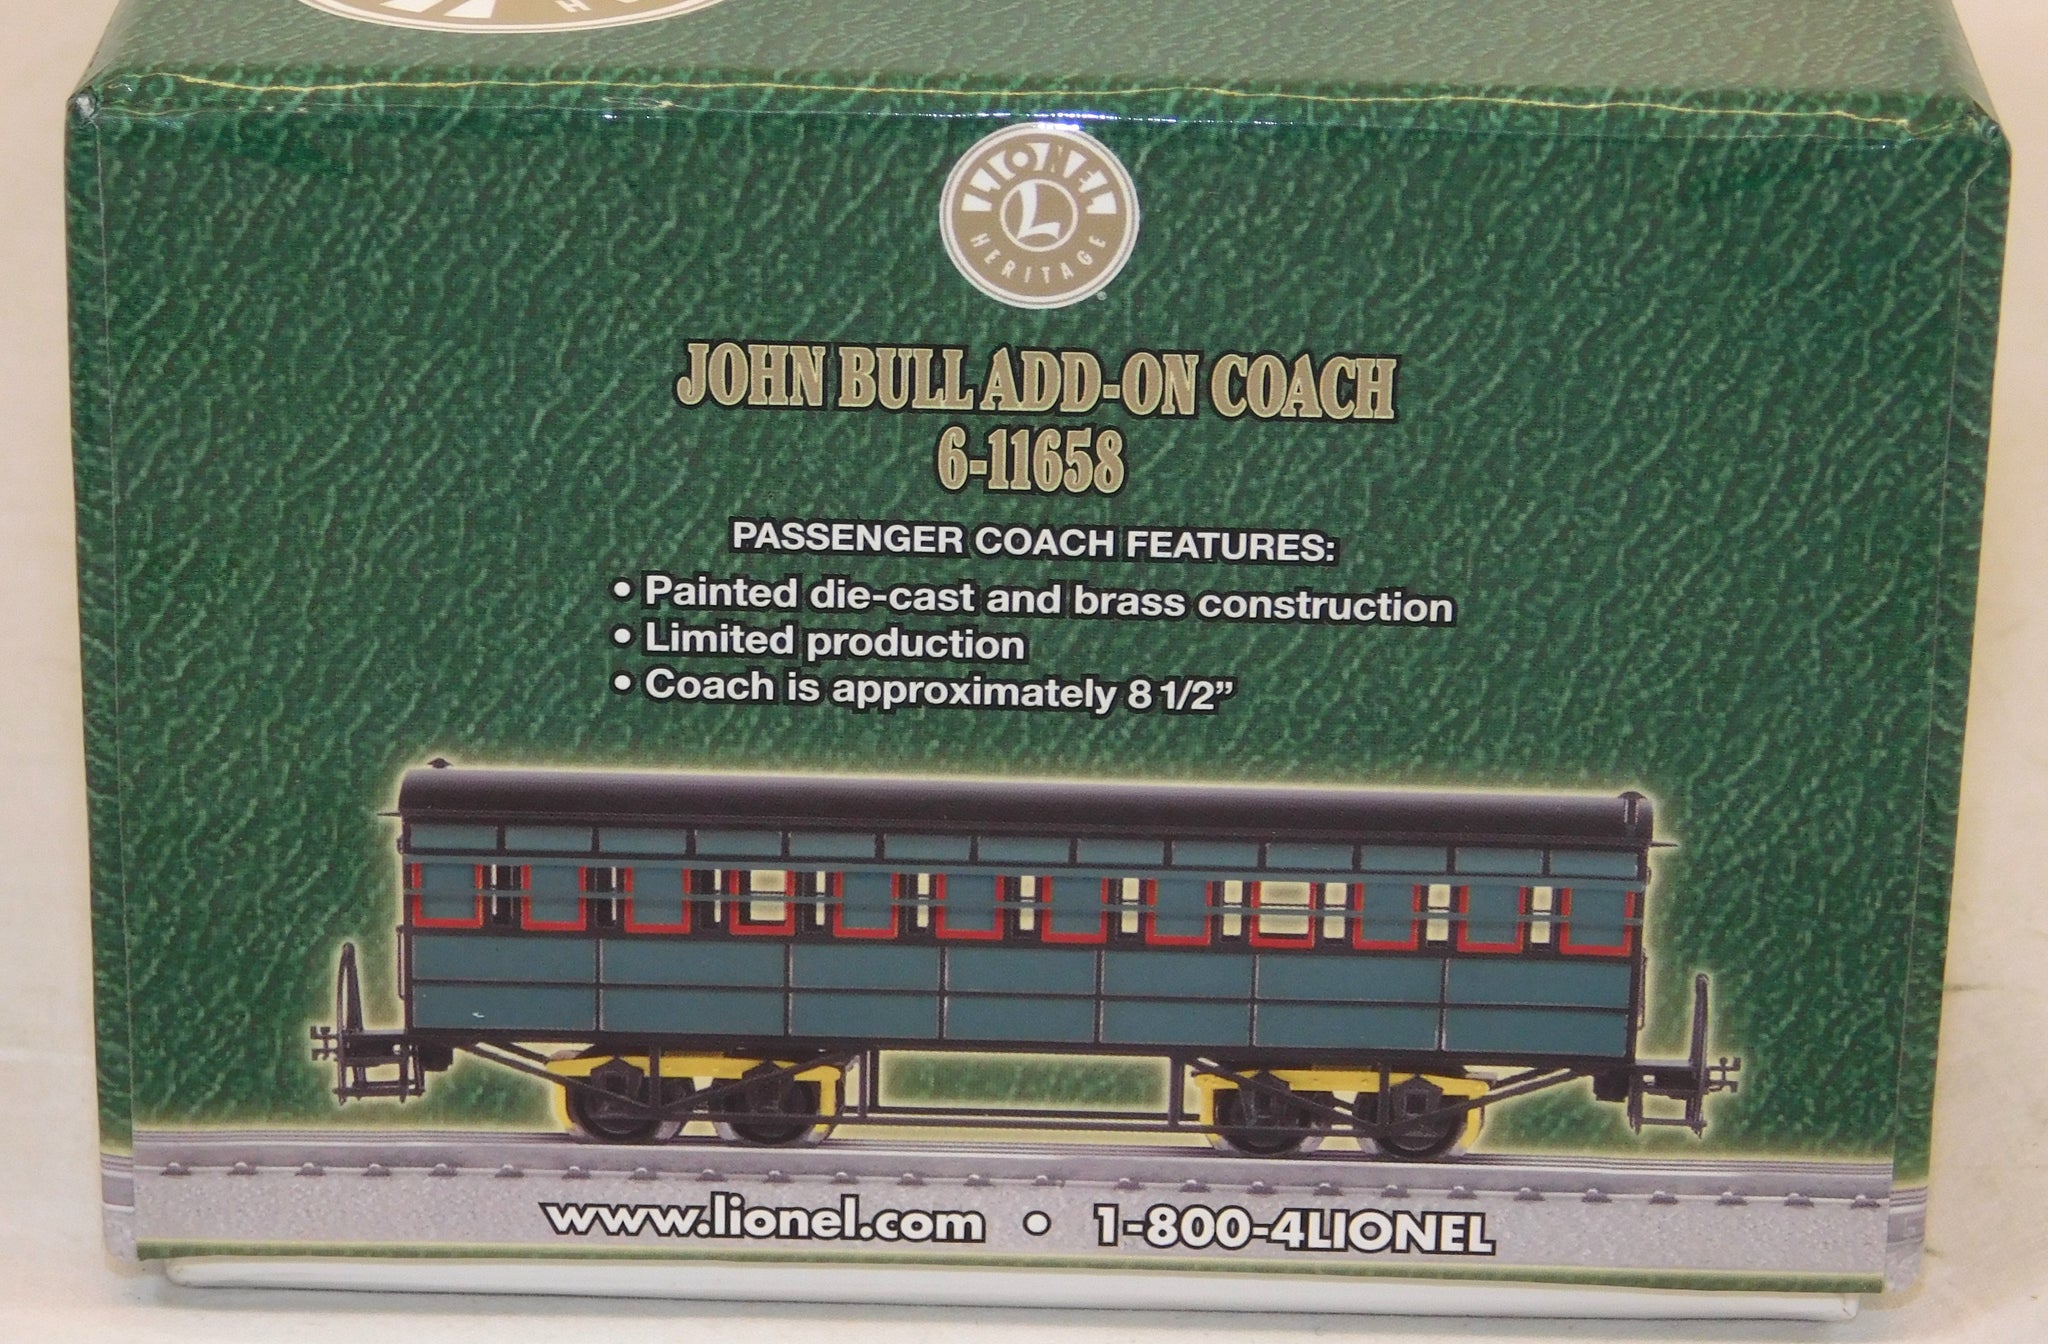 LIONEL
L
HERITAGE
JOHN BULL ADD-ON COACH
6-11658
PASSENGER COACH FEATURES:
• Painted die-cast and brass construction
• Limited production
• Coach is approximately 8 1/2”
www.lionel.com • 1-800-4LIONEL